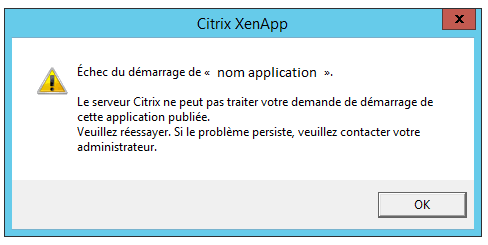 Citrix XenApp
x
Échec du démarrage de « nom application ».
Le serveur Citrix ne peut pas traiter votre demande de démarrage de
cette application publiée.
Veuillez réessayer. Si le problème persiste, veuillez contacter votre
administrateur.
OK